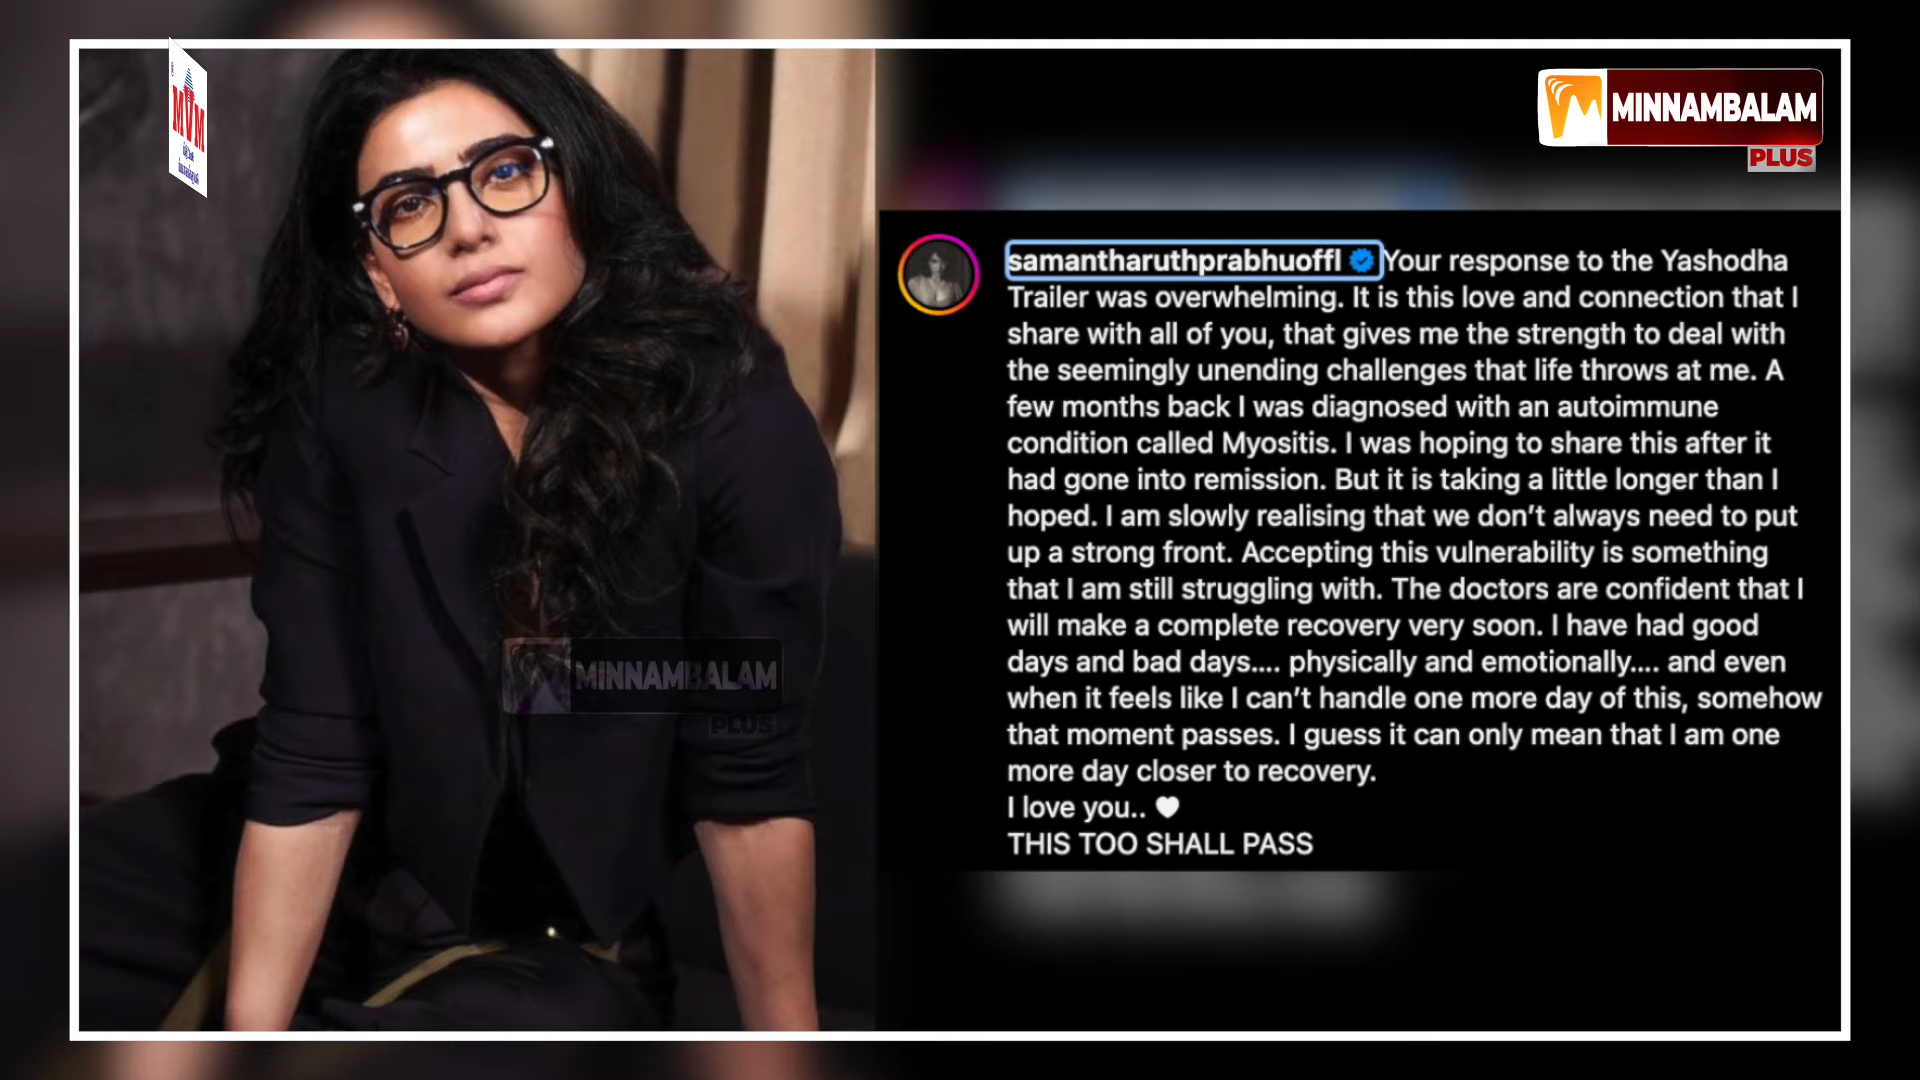 MVM
MINNAMBALAM
PLUS
samantharuthprabhuoffl Your response to the Yashodha
Trailer was overwhelming. It is this love and connection that I
share with all of you, that gives me the strength to deal with
the seemingly unending challenges that life throws at me. A
few months back I was diagnosed with an autoimmune
condition called Myositis. I was hoping to share this after it
had gone into remission. But it is taking a little longer than I
hoped. I am slowly realising that we don’t always need to put
up a strong front. Accepting this vulnerability is something
that I am still struggling with. The doctors are confident that I
will make a complete recovery very soon. I have had good
days and bad days.... physically and emotionally.... and even
when it feels like I can’t handle one more day of this, somehow
that moment passes. I guess it can only mean that I am one
more day closer to recovery.
I love you.. 🤍
THIS TOO SHALL PASS
MINNAMBALAM
PLUS